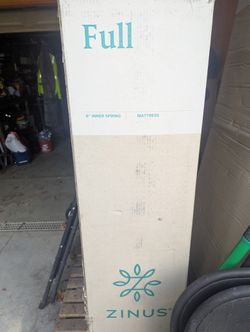 Full
8" INNER SPRING MATTRESS
ZINUS